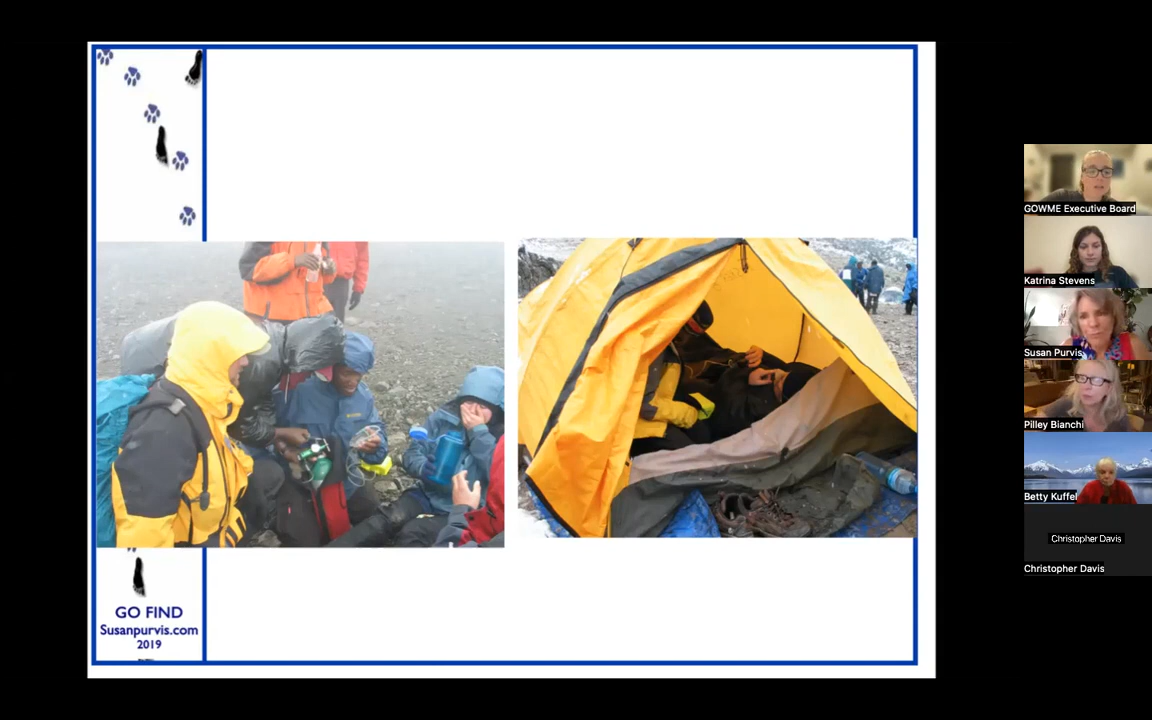 GO FIND
Susanpurvis.com
2019
GOWME Executive Board
Katrina Stevens
Susan Purvis
Pilley Bianchi
Betty Kuffel
Christopher Davis
Christopher Davis